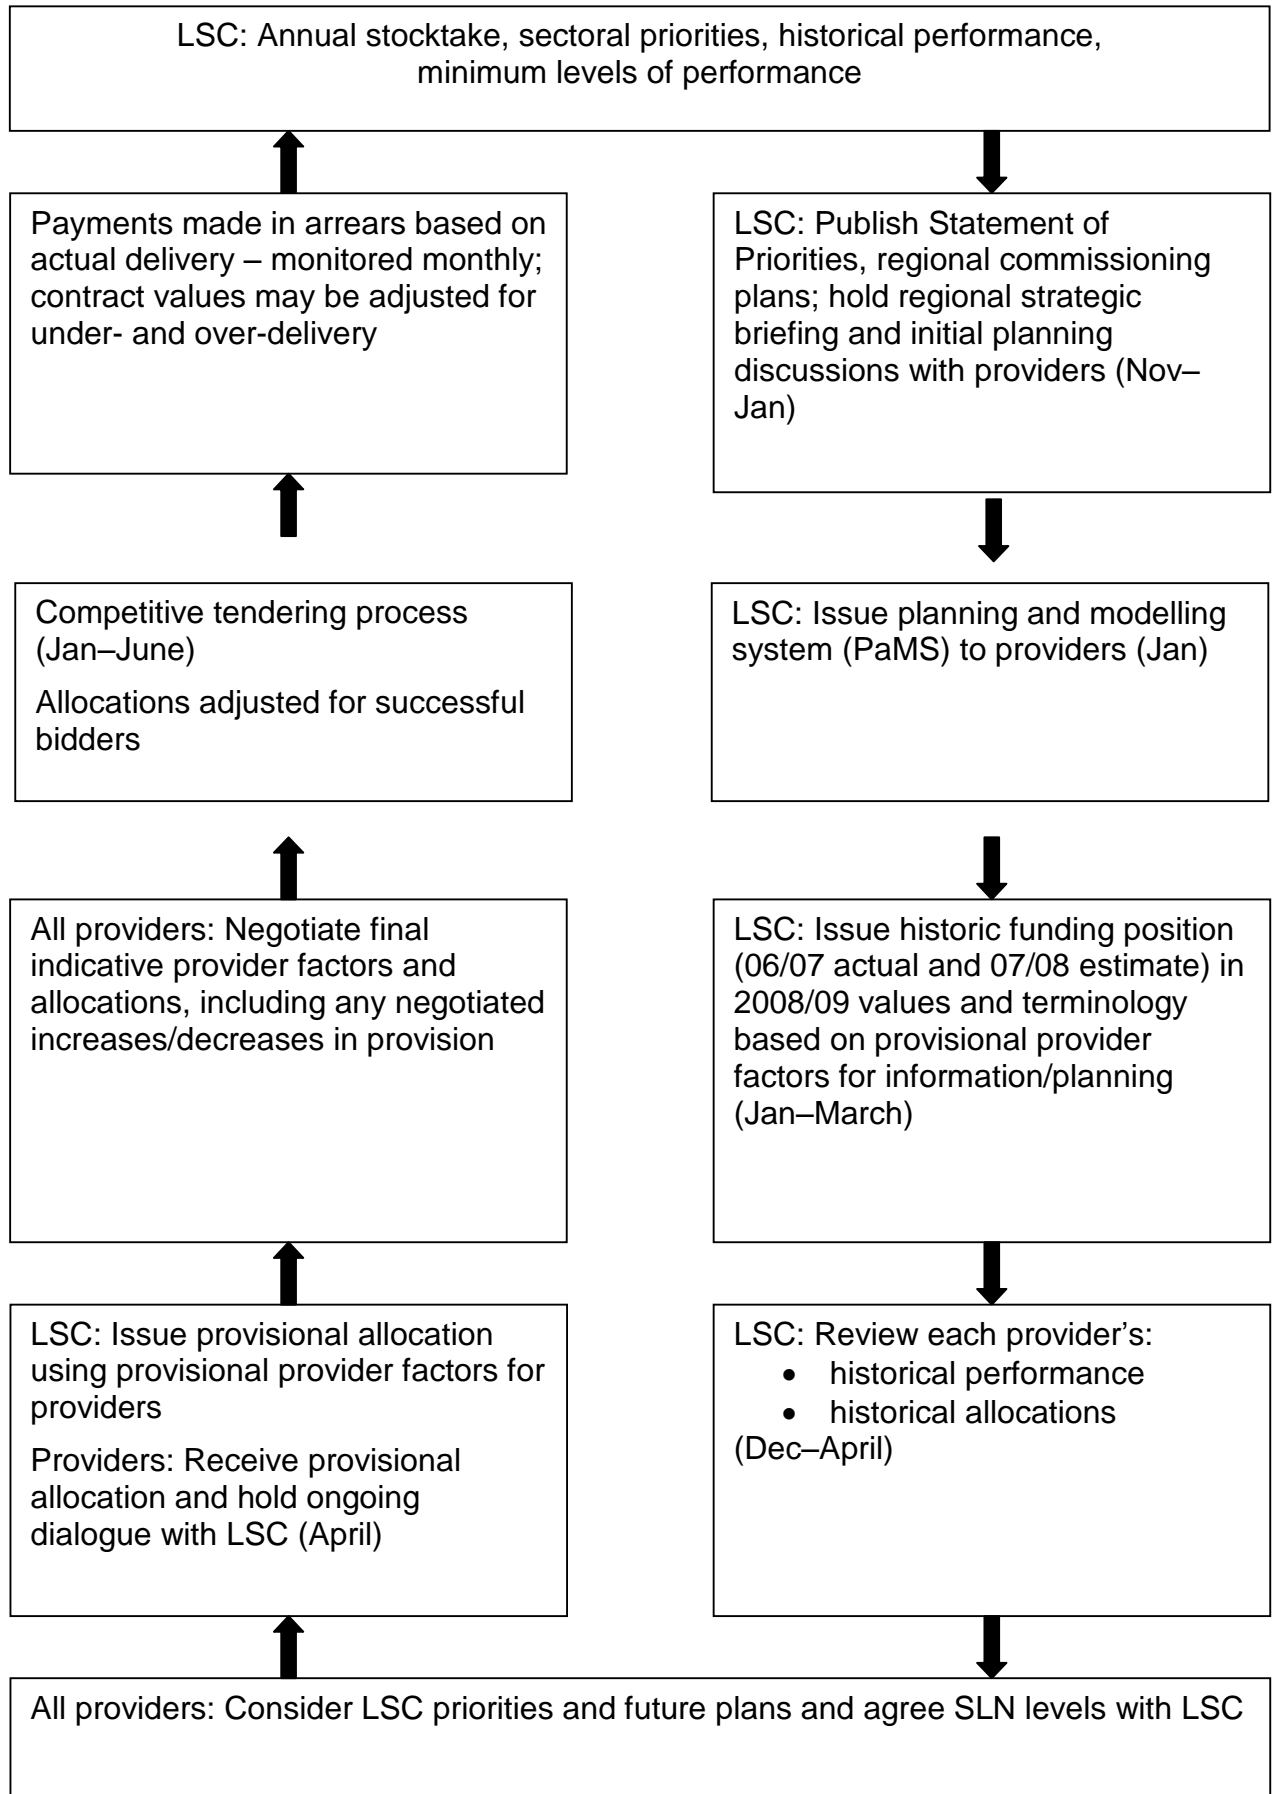 LSC: Annual stocktake, sectoral priorities, historical performance,
minimum levels of performance
Payments made in arrears based on
actual delivery – monitored monthly;
contract values may be adjusted for
under- and over-delivery
LSC: Publish Statement of
Priorities, regional commissioning
plans; hold regional strategic
briefing and initial planning
discussions with providers (Nov–
Jan)
Competitive tendering process
(Jan–June)
Allocations adjusted for successful
bidders
LSC: Issue planning and modelling
system (PaMS) to providers (Jan)
All providers: Negotiate final
indicative provider factors and
allocations, including any negotiated
increases/decreases in provision
LSC: Issue historic funding position
(06/07 actual and 07/08 estimate) in
2008/09 values and terminology
based on provisional provider
factors for information/planning
(Jan–March)
LSC: Issue provisional allocation
using provisional provider factors for
providers
Providers: Receive provisional
allocation and hold ongoing
dialogue with LSC (April)
LSC: Review each provider's:
• historical performance
• historical allocations
(Dec–April)
All providers: Consider LSC priorities and future plans and agree SLN levels with LSC